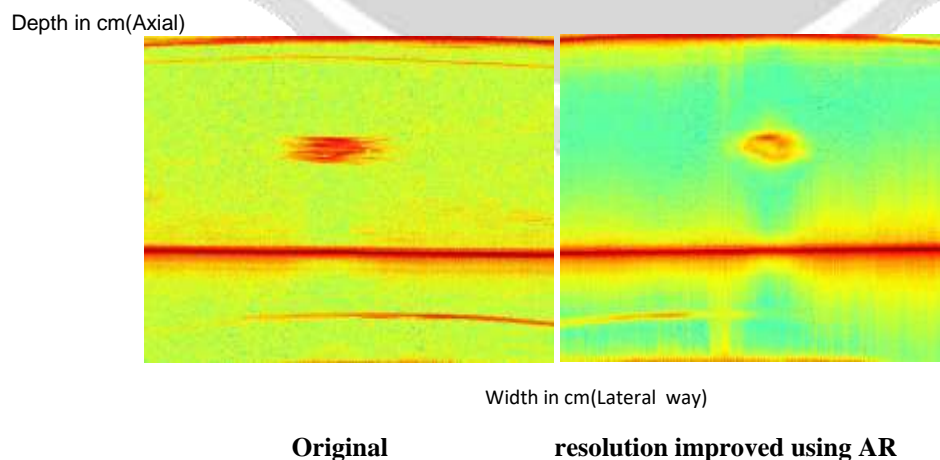 Depth in cm(Axial)
Width in cm(Lateral way)
Original resolution improved using AR